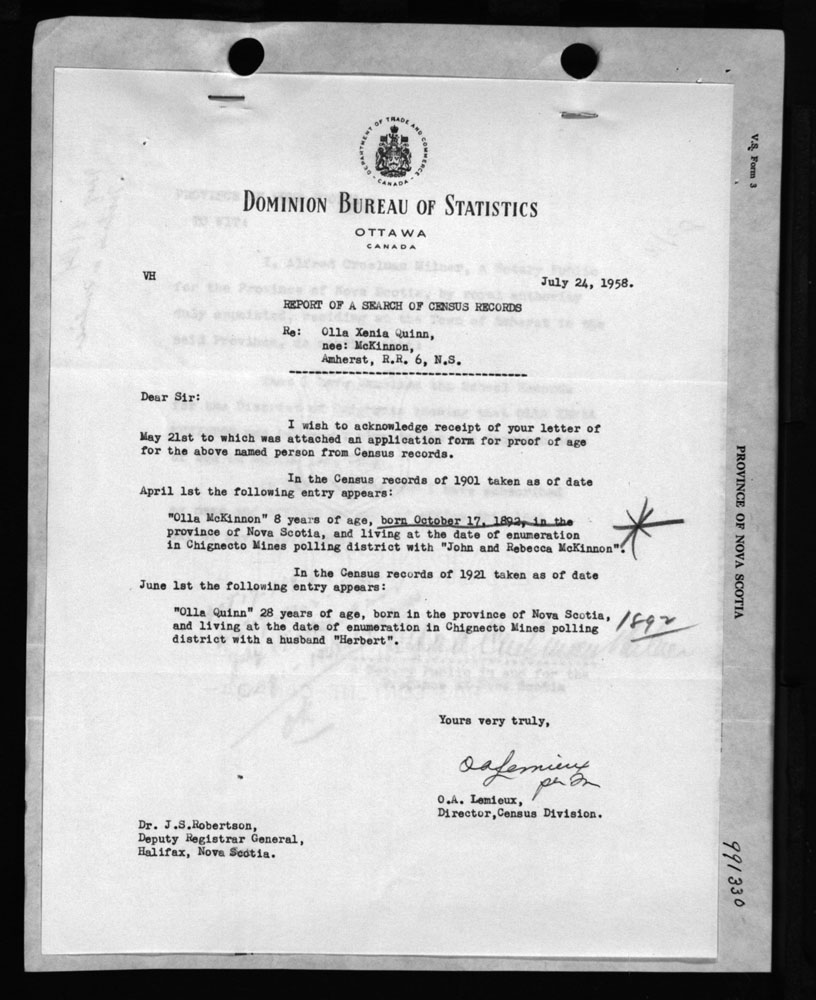 DEPARTMENT OF TRADE AND COMMERCE
CANADA
DOMINION BUREAU OF STATISTICS
OTTAWA
CANADA
VH
July 24, 1958.
REPORT OF A SEARCH OF CENSUS RECORDS
Re: Olla Xenia Quinn,
nee: McKinnon,
Amherst, R.R. 6, N.S.
Dear Sir:
I wish to acknowledge receipt of your letter of
May 21st to which was attached an application form for proof of age
for the above named person from Census records.
In the Census records of 1901 taken as of date
April 1st the following entry appears:
"Olla McKinnon" 8 years of age, born October 17, 1892, in the
province of Nova Scotia, and living at the date of enumeration
in Chignecto Mines polling district with "John and Rebecca McKinnon".
In the Census records of 1921 taken as of date
June 1st the following entry appears:
"Olla Quinn" 28 years of age, born in the province of Nova Scotia,
and living at the date of enumeration in Chignecto Mines polling
district with a husband "Herbert".
1892
Yours very truly,
OALemieux
per
O.A. Lemieux,
Director,Census Division.
Dr. J.S.Robertson,
Deputy Registrar General,
Halifax, Nova Scotia.
V.S. Form 3
PROVINCE OF NOVA SCOTIA
991330